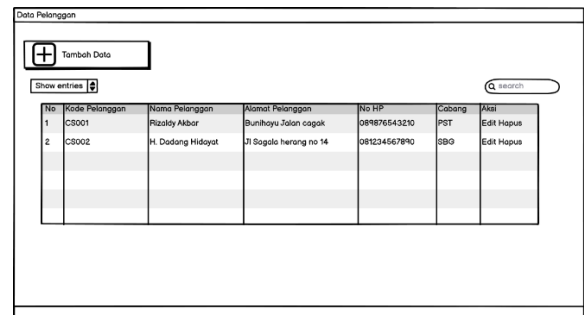 Data Pelanggan
Tambah Data
Show entries
search
No Kode Pelanggan Nama Pelanggan Alamat Pelanggan No HP Cabang Aksi
1 CS001 Rizaldy Akbar Bunihayu Jalan cagak 089876543210 PST Edit Hapus
2 CS002 H. Dadang Hidayat Jl Sagala herang no 14 081234567890 SBG Edit Hapus